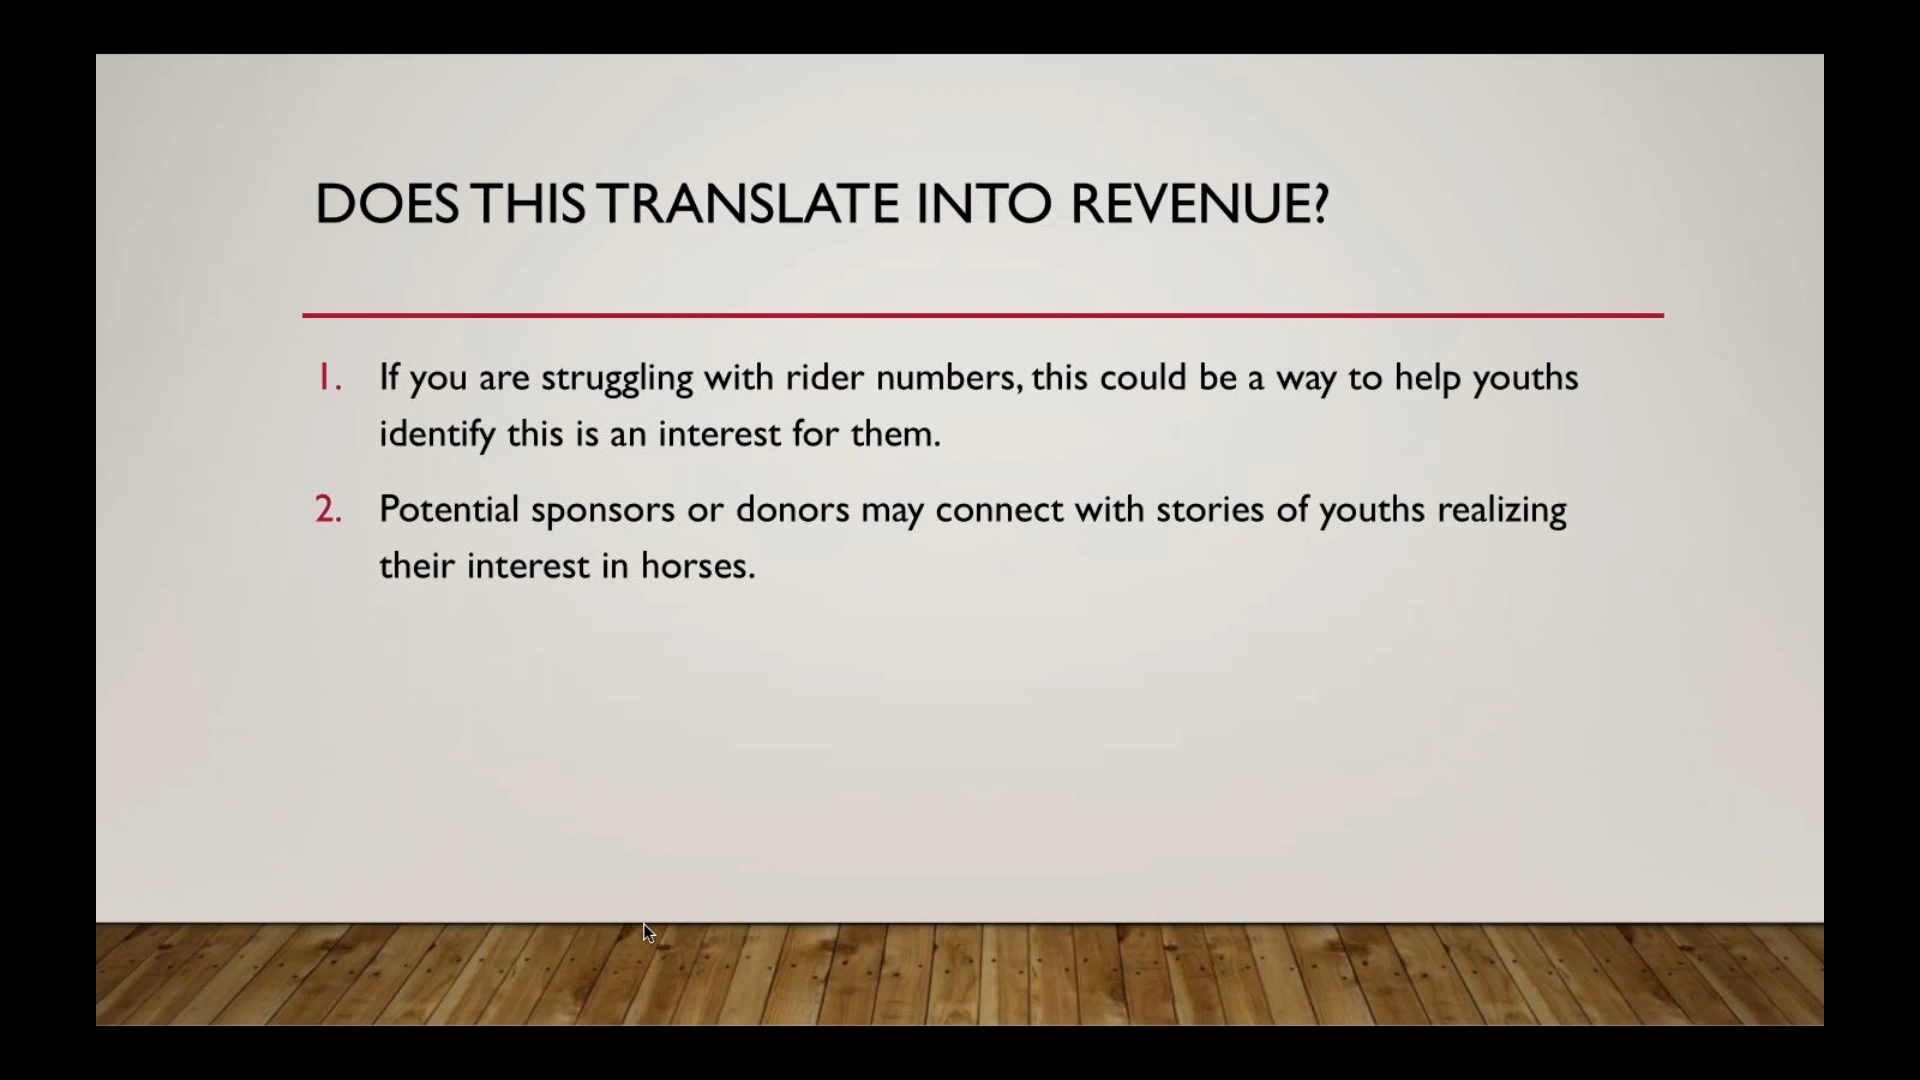 DOES THIS TRANSLATE INTO REVENUE?
1. If you are struggling with rider numbers, this could be a way to help youths
identify this is an interest for them.
2. Potential sponsors or donors may connect with stories of youths realizing
their interest in horses.